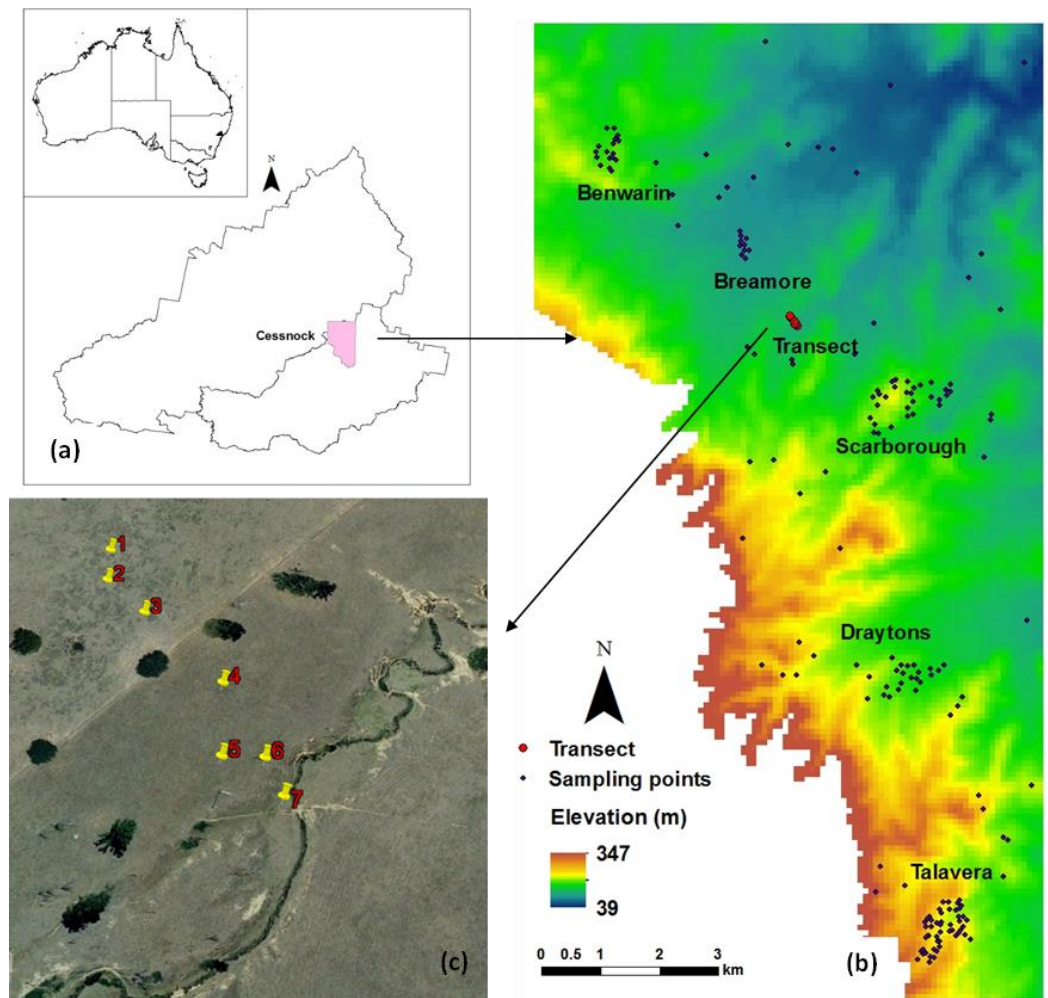 N
Cessnock
(a)
Benwarin
Breamore
Transect
Scarborough
Draytons
Talavera
N
Transect
Sampling points
Elevation (m)
347
39
0 0.5 1 2 3
km
(b)
1
2
3
4
5 6
7
(c)